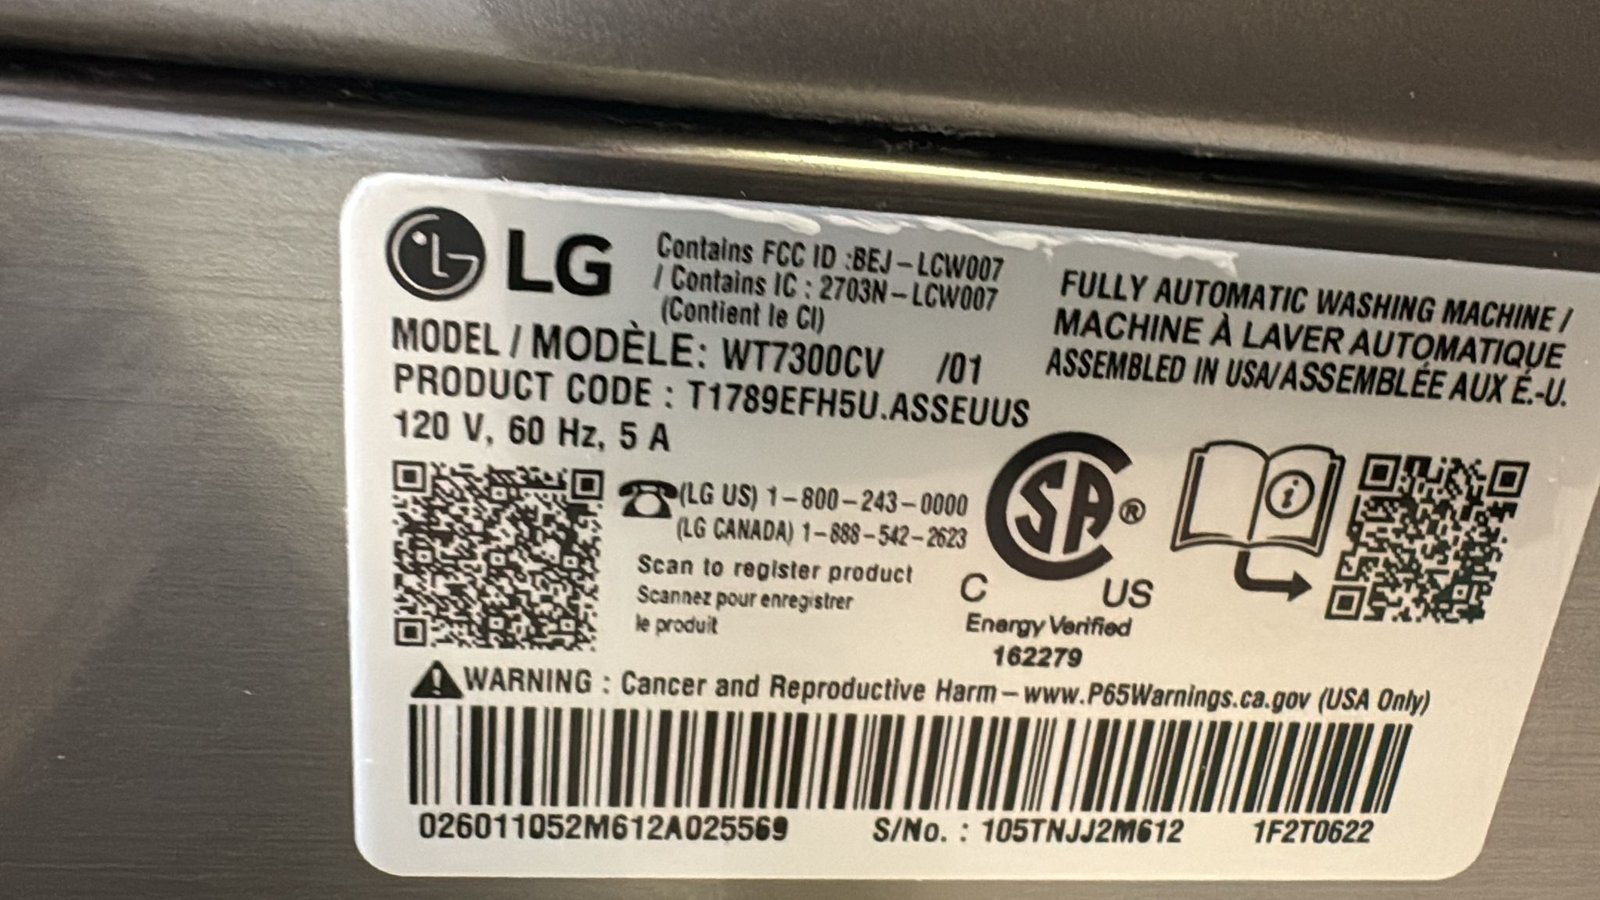 LG
Contains FCC ID :BEJ-LCW007
/ Contains IC : 2703N-LCW007
(Contient le CI)
MODEL / MODÈLE: WT7300CV /01
PRODUCT CODE : T1789EFH5U.ASSEUUS
120 V, 60 Hz, 5 A
FULLY AUTOMATIC WASHING MACHINE /
MACHINE À LAVER AUTOMATIQUE
ASSEMBLED IN USA/ASSEMBLÉE AUX É.-U.
(LG US) 1-800-243-0000
(LG CANADA) 1-888-542-2623
Scan to register product
Scannez pour enregistrer
le produit
SA ®
C US
Energy Verified
162279
WARNING : Cancer and Reproductive Harm - www.P65Warnings.ca.gov (USA Only)
026011052M612A025569 S/No. : 105TNJJ2M612 1F2T0622